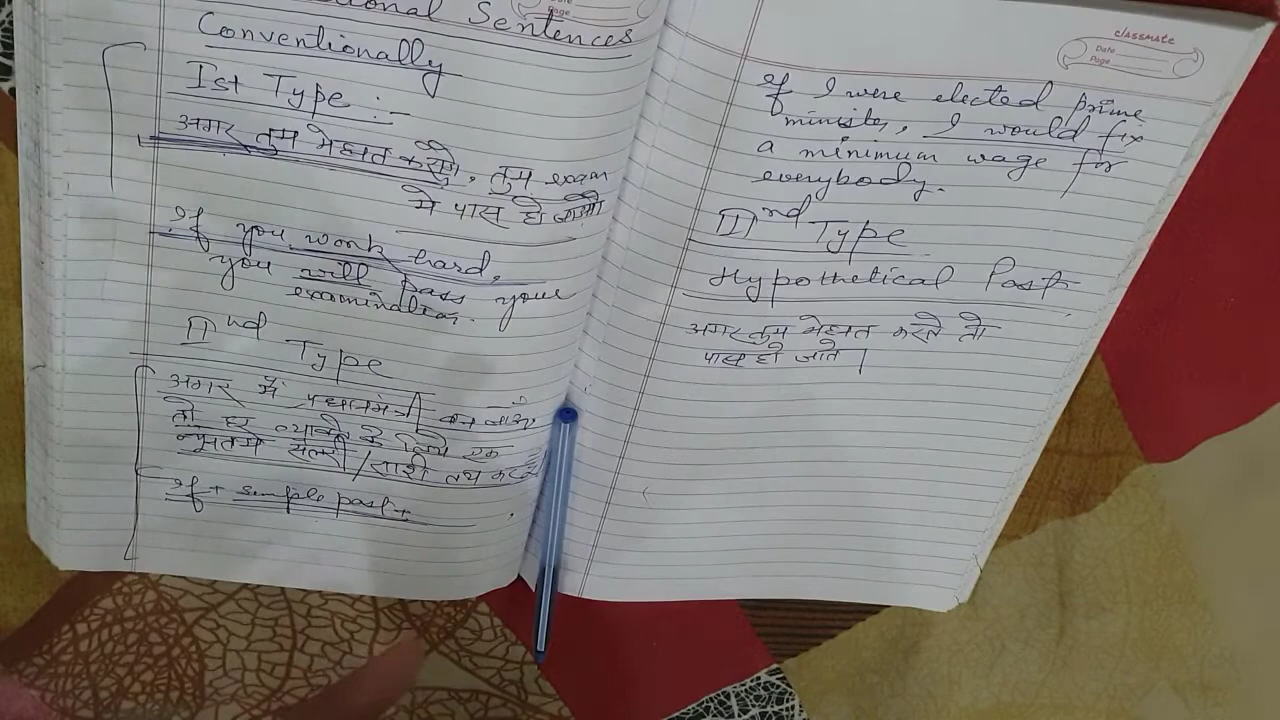 tional Sentences
Conventionally
Ist Type :-
अगर तुम मेहनत करोगे, तुम exam
में पास हो जाओगे
If you work hard,
you will pass your
examination.
IInd Type
अगर मैं प्रधानमंत्री बन जाऊं
तो हर व्यक्ति के लिये एक
न्यूनतम सैलरी / राशी तय कर
If + simple past +
classmate
Date
Page
If I were elected prime
minister, I would fix
a minimum wage for
everybody.
IIInd Type
Hypothetical Past
अगर तुम मेहनत करते तो
पास हो जाते।